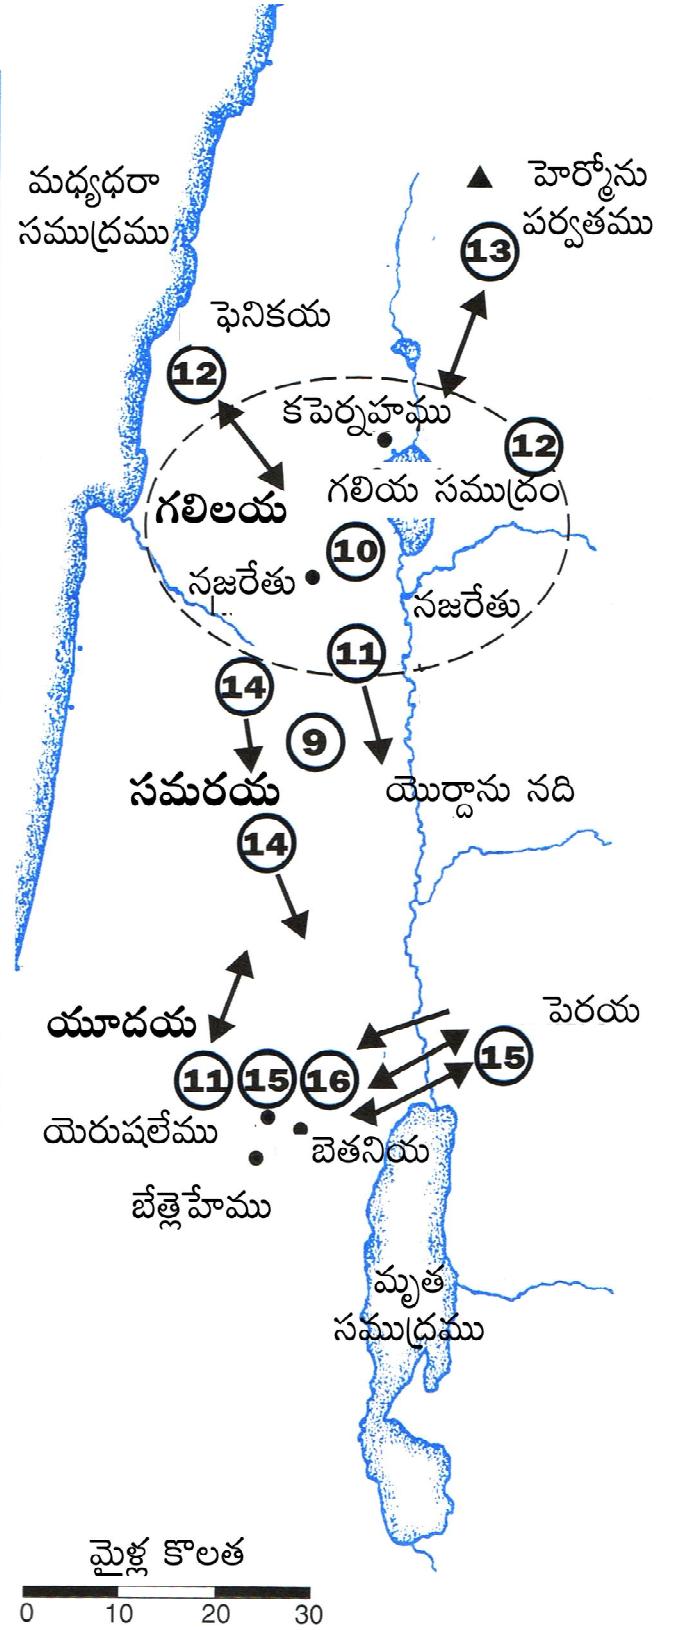 మధ్యధరా
సముద్రము
హెర్మోను
పర్వతము
13
ఫెనికయ
12
కపెర్నహము
12
గలియ సముద్రం
గలిలయ
10
నజరేతు
నజరేతు
11
14
9
సమరయ
యొర్దాను నది
14
పెరయ
యూదయ
11
15
16
15
యెరుషలేము
బెతనియ
బేత్లెహేము
మృత
సముద్రము
మైళ్ల కొలత
0 10 20 30